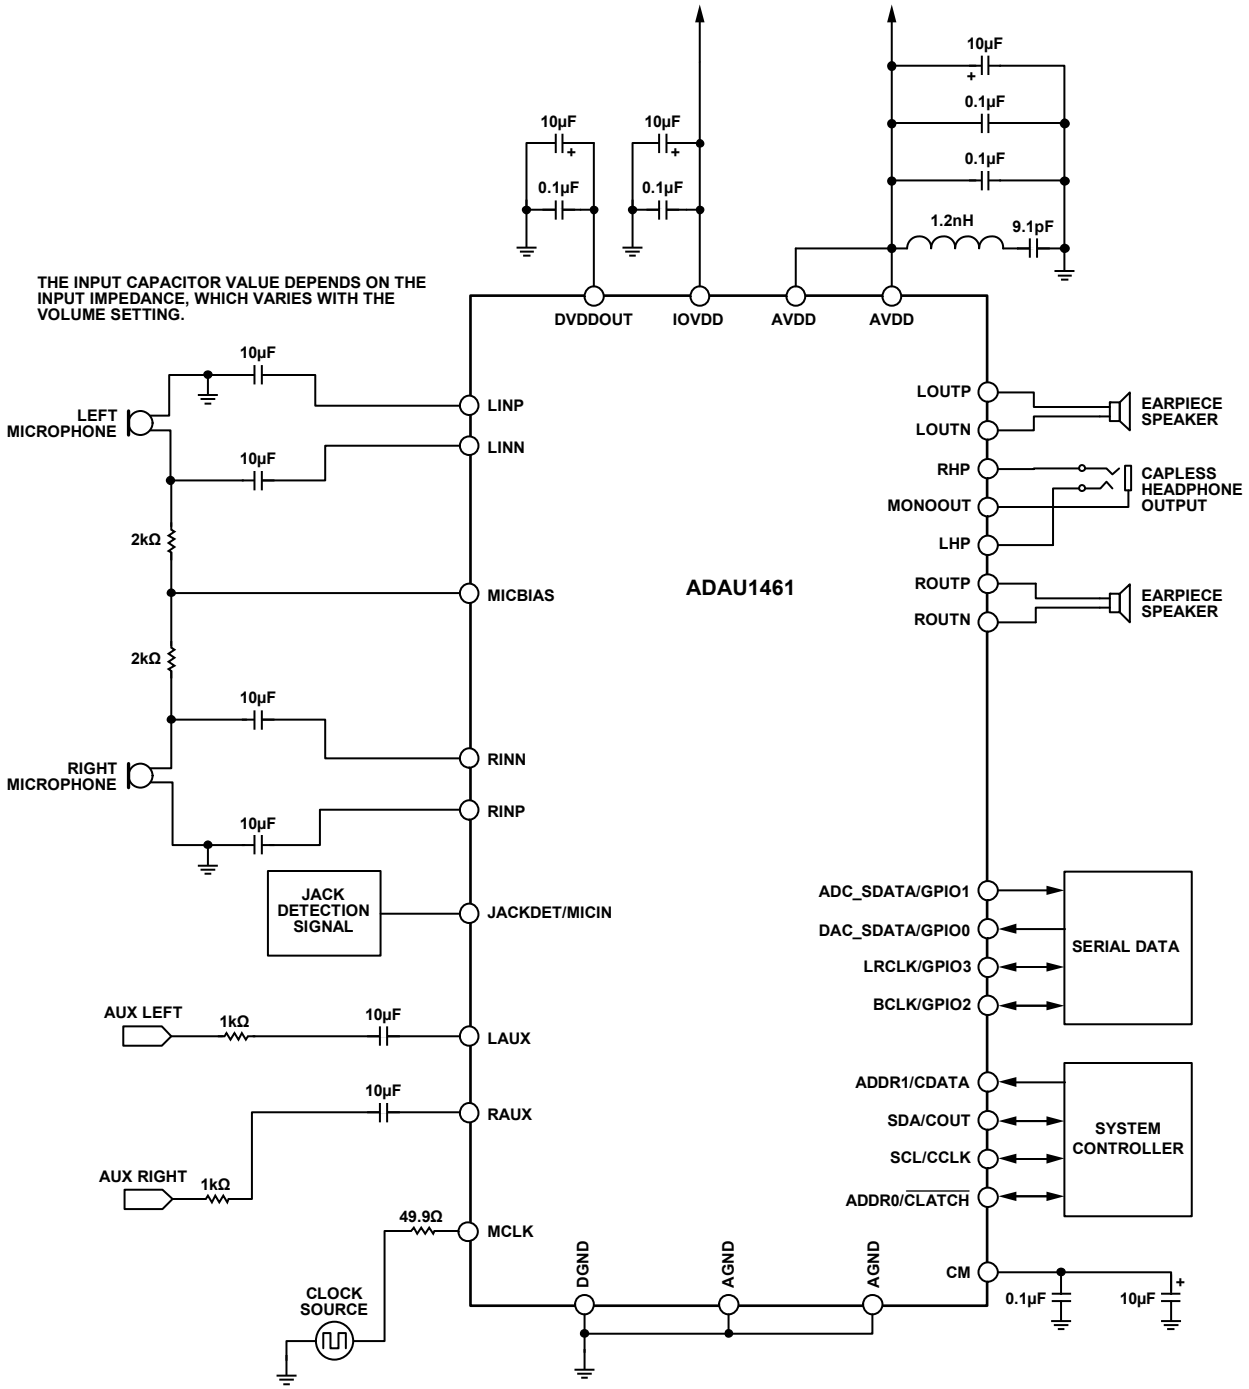 10µF
0.1µF
0.1µF
1.2nH
9.1pF
10µF
+
10µF
+
0.1µF
0.1µF
+
THE INPUT CAPACITOR VALUE DEPENDS ON THE
INPUT IMPEDANCE, WHICH VARIES WITH THE
VOLUME SETTING.
DVDDOUT
IOVDD
AVDD
AVDD
10µF
LEFT
MICROPHONE
LINP
LINN
10µF
2kΩ
MICBIAS
2kΩ
10µF
RINN
RIGHT
MICROPHONE
RINP
10µF
JACK
DETECTION
SIGNAL
JACKDET/MICIN
AUX LEFT
1kΩ
10µF
LAUX
10µF
RAUX
AUX RIGHT
1kΩ
49.9Ω
MCLK
CLOCK
SOURCE
ADAU1461
LOUTP
LOUTN
EARPIECE
SPEAKER
RHP
MONOOUT
LHP
CAPLESS
HEADPHONE
OUTPUT
ROUTP
ROUTN
EARPIECE
SPEAKER
ADC_SDATA/GPIO1
DAC_SDATA/GPIO0
LRCLK/GPIO3
BCLK/GPIO2
SERIAL DATA
ADDR1/CDATA
SDA/COUT
SCL/CCLK
ADDR0/CLATCH
SYSTEM
CONTROLLER
DGND
AGND
AGND
CM
0.1µF
10µF
+